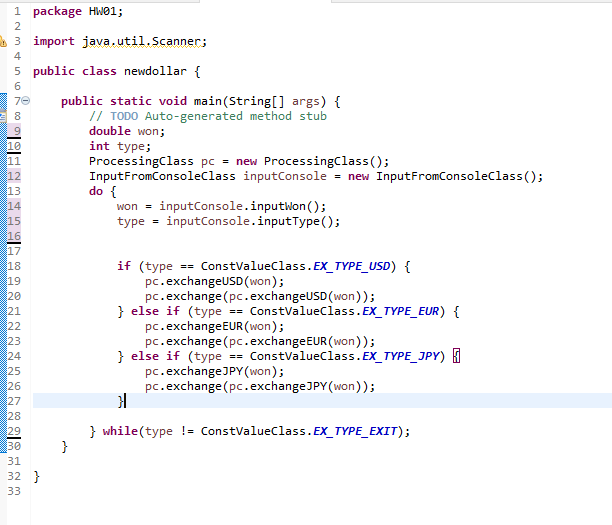 1 package HW01;
2
3 import java.util.Scanner;
4
5 public class newdollar {
6
7 public static void main(String[] args) {
8 // TODO Auto-generated method stub
9 double won;
10 int type;
11 ProcessingClass pc = new ProcessingClass();
12 InputFromConsoleClass inputConsole = new InputFromConsoleClass();
13 do {
14 won = inputConsole.inputWon();
15 type = inputConsole.inputType();
16
17
18 if (type == ConstValueClass.EX_TYPE_USD) {
19 pc.exchangeUSD(won);
20 pc.exchange(pc.exchangeUSD(won));
21 } else if (type == ConstValueClass.EX_TYPE_EUR) {
22 pc.exchangeEUR(won);
23 pc.exchange(pc.exchangeEUR(won));
24 } else if (type == ConstValueClass.EX_TYPE_JPY) {
25 pc.exchangeJPY(won);
26 pc.exchange(pc.exchangeJPY(won));
27 }
28
29 } while(type != ConstValueClass.EX_TYPE_EXIT);
30 }
31
32 }
33